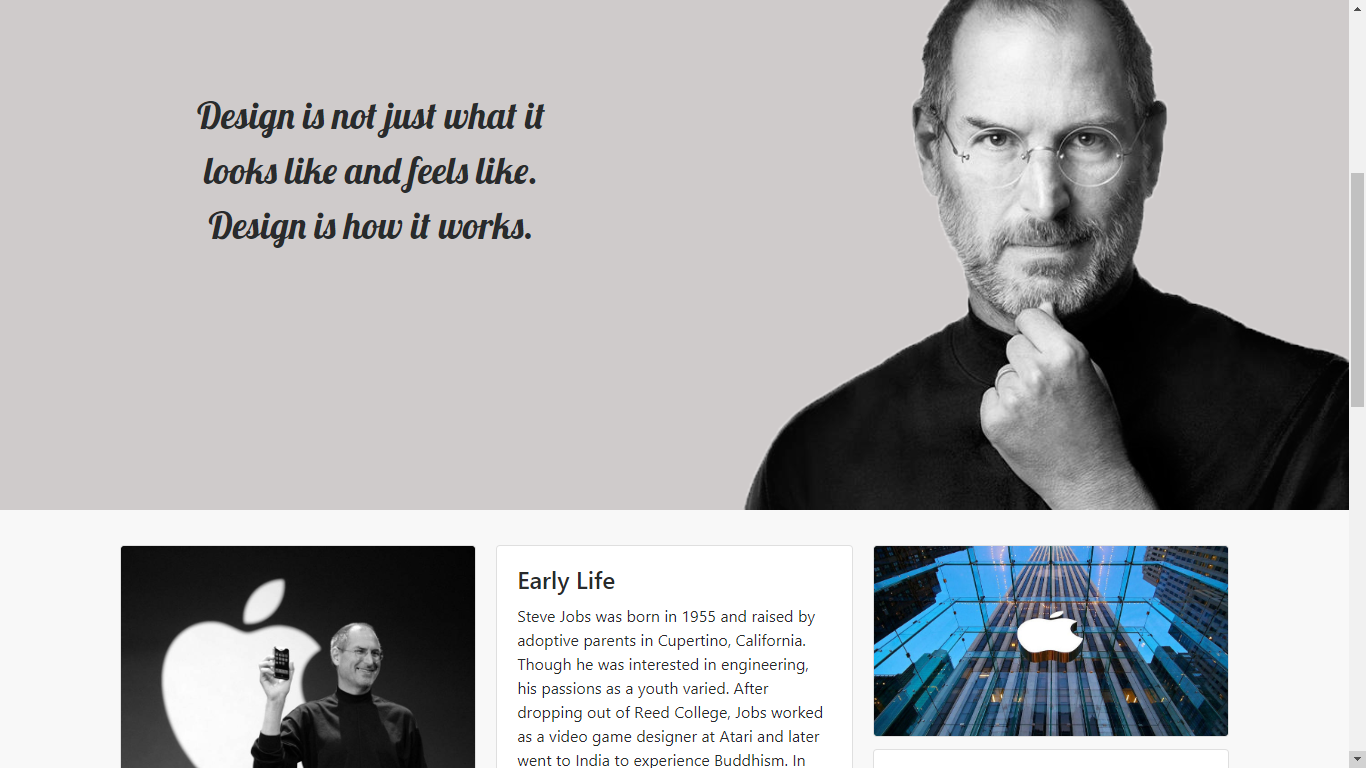 Design is not just what it
looks like and feels like.
Design is how it works.
Early Life
Steve Jobs was born in 1955 and raised by
adoptive parents in Cupertino, California.
Though he was interested in engineering,
his passions as a youth varied. After
dropping out of Reed College, Jobs worked
as a video game designer at Atari and later
went to India to experience Buddhism. In